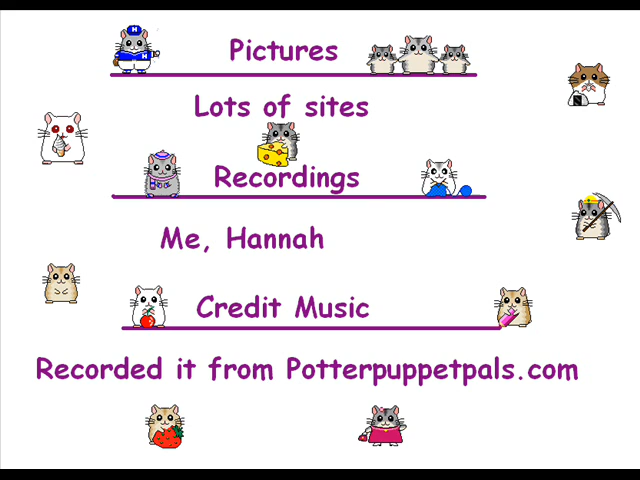 Pictures
Lots of sites
Recordings
Me, Hannah
Credit Music
Recorded it from Potterpuppetpals.com